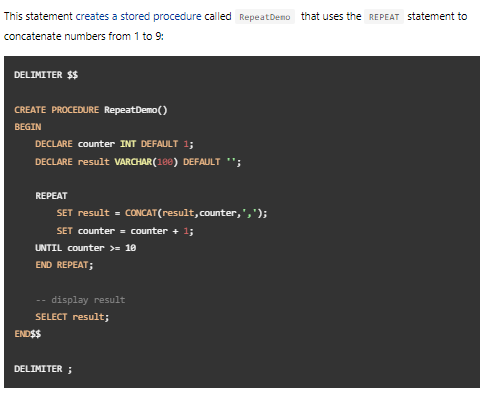 This statement creates a stored procedure called RepeatDemo that uses the REPEAT statement to
concatenate numbers from 1 to 9:
DELIMITER $$
CREATE PROCEDURE RepeatDemo()
BEGIN
DECLARE counter INT DEFAULT 1;
DECLARE result VARCHAR(100) DEFAULT '';
REPEAT
SET result = CONCAT(result,counter,',');
SET counter = counter + 1;
UNTIL counter >= 10
END REPEAT;
-- display result
SELECT result;
END$$
DELIMITER ;